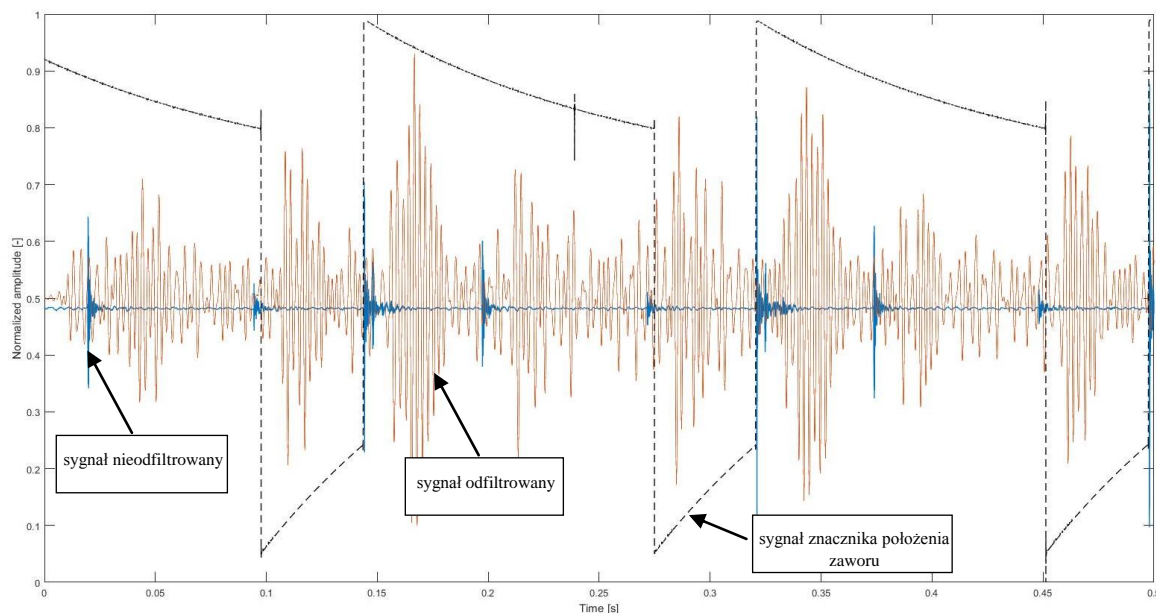 1
0.9
0.8
0.7
0.6
0.5
0.4
0.3
0.2
0.1
0
Normalized amplitude [-]
sygnał nieodfiltrowany
sygnał odfiltrowany
sygnał znacznika położenia
zaworu
0 0.05 0.1 0.15 0.2 0.25 0.3 0.35 0.4 0.45 0.5
Time [s]